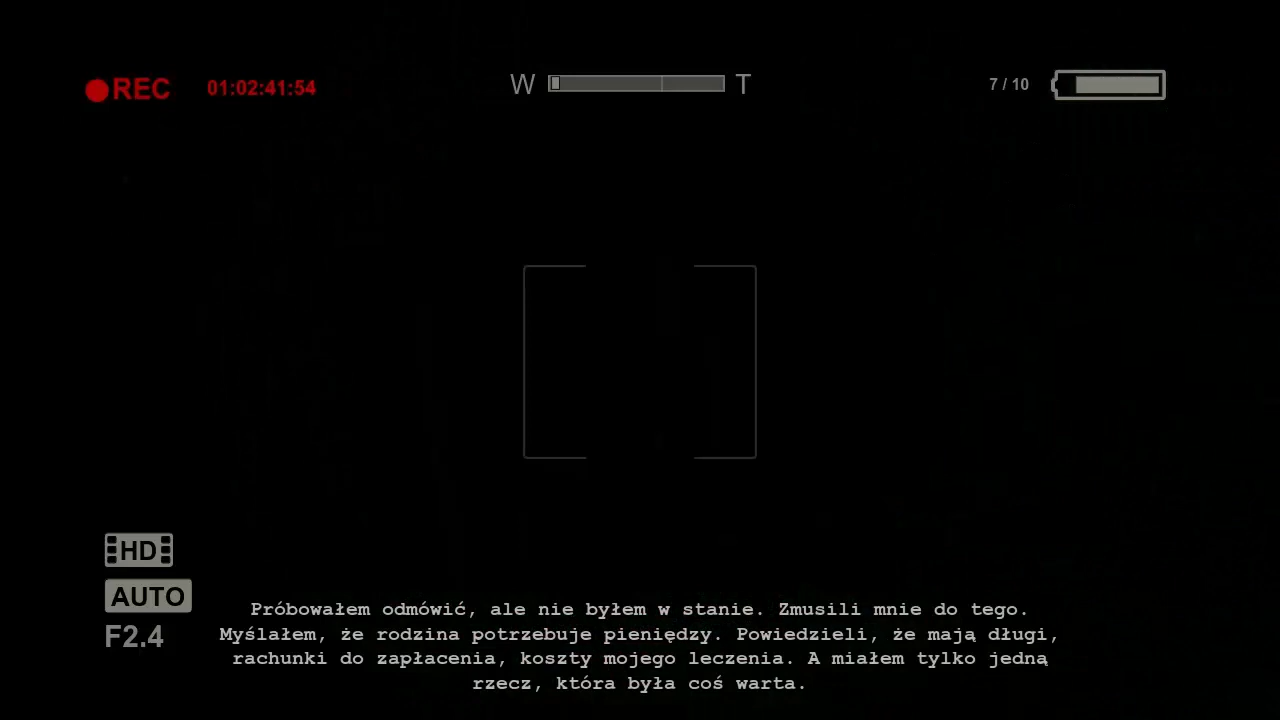 REC 01:02:41:54 W T 7 / 10
HD
AUTO
F2.4
Próbowałem odmówić, ale nie byłem w stanie. Zmusili mnie do tego.
Myślałem, że rodzina potrzebuje pieniędzy. Powiedzieli, że mają długi,
rachunki do zapłacenia, koszty mojego leczenia. A miałem tylko jedną
rzecz, która była coś warta.